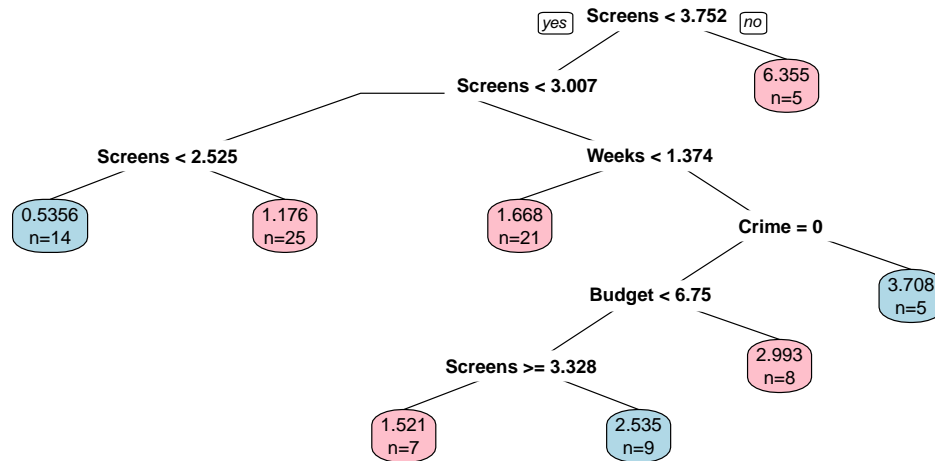 Screens < 3.752
yes
no
Screens < 3.007
6.355
n=5
Screens < 2.525
Weeks < 1.374
0.5356
n=14
1.176
n=25
1.668
n=21
Crime = 0
Budget < 6.75
3.708
n=5
Screens >= 3.328
2.993
n=8
1.521
n=7
2.535
n=9